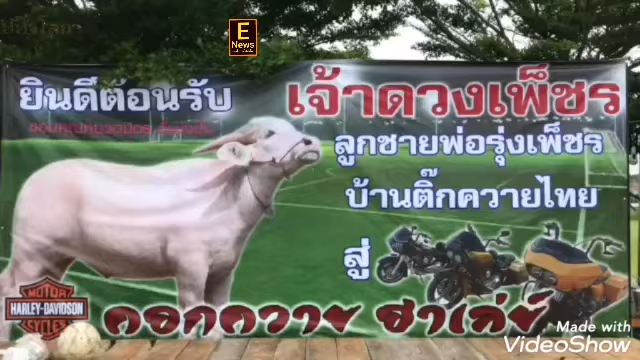 E
News
ยินดีต้อนรับ
เจ้าดวงเพ็ชร
ลูกชายพ่อรุ่งเพ็ชร
บ้านติ๊กควายไทย
สู่
MOTOR
HARLEY-DAVIDSON
CYCLES
คอกควาย ฮาเล่ย์
Made with
VideoShow